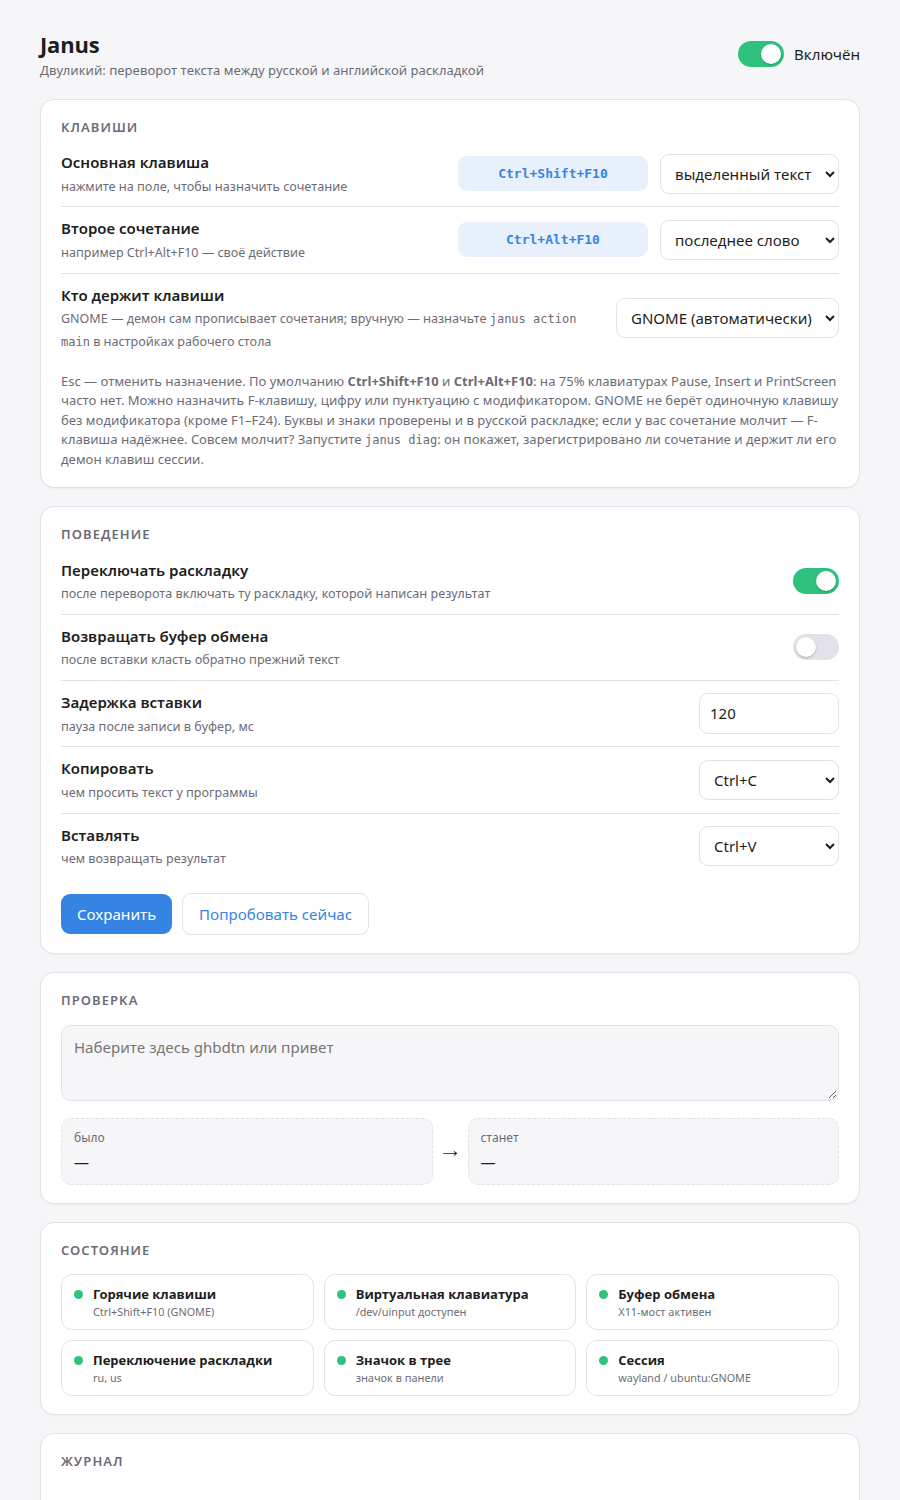 Janus
Двуликий: переворот текста между русской и английской раскладкой
Включён
КЛАВИШИ
Основная клавиша
нажмите на поле, чтобы назначить сочетание
Ctrl+Shift+F10
выделенный текст
Второе сочетание
например Ctrl+Alt+F10 — своё действие
Ctrl+Alt+F10
последнее слово
Кто держит клавиши
GNOME — демон сам прописывает сочетания; вручную — назначьте janus action
main в настройках рабочего стола
GNOME (автоматически)
Esc — отменить назначение. По умолчанию Ctrl+Shift+F10 и Ctrl+Alt+F10: на 75% клавиатурах Pause, Insert и PrintScreen
часто нет. Можно назначить F-клавишу, цифру или пунктуацию с модификатором. GNOME не берёт одиночную клавишу
без модификатора (кроме F1–F24). Буквы и знаки проверены и в русской раскладке; если у вас сочетание молчит — F-
клавиша надёжнее. Совсем молчит? Запустите janus diag: он покажет, зарегистрировано ли сочетание и держит ли его
демон клавиш сессии.
ПОВЕДЕНИЕ
Переключать раскладку
после переворота включать ту раскладку, которой написан результат
Возвращать буфер обмена
после вставки класть обратно прежний текст
Задержка вставки
пауза после записи в буфер, мс
120
Копировать
чем просить текст у программы
Ctrl+C
Вставлять
чем возвращать результат
Ctrl+V
Сохранить
Попробовать сейчас
ПРОВЕРКА
Наберите здесь ghbdtn или привет
было
—
→
станет
—
СОСТОЯНИЕ
Горячие клавиши
Ctrl+Shift+F10 (GNOME)
Виртуальная клавиатура
/dev/uinput доступен
Буфер обмена
X11-мост активен
Переключение раскладки
ru, us
Значок в трее
значок в панели
Сессия
wayland / ubuntu:GNOME
ЖУРНАЛ